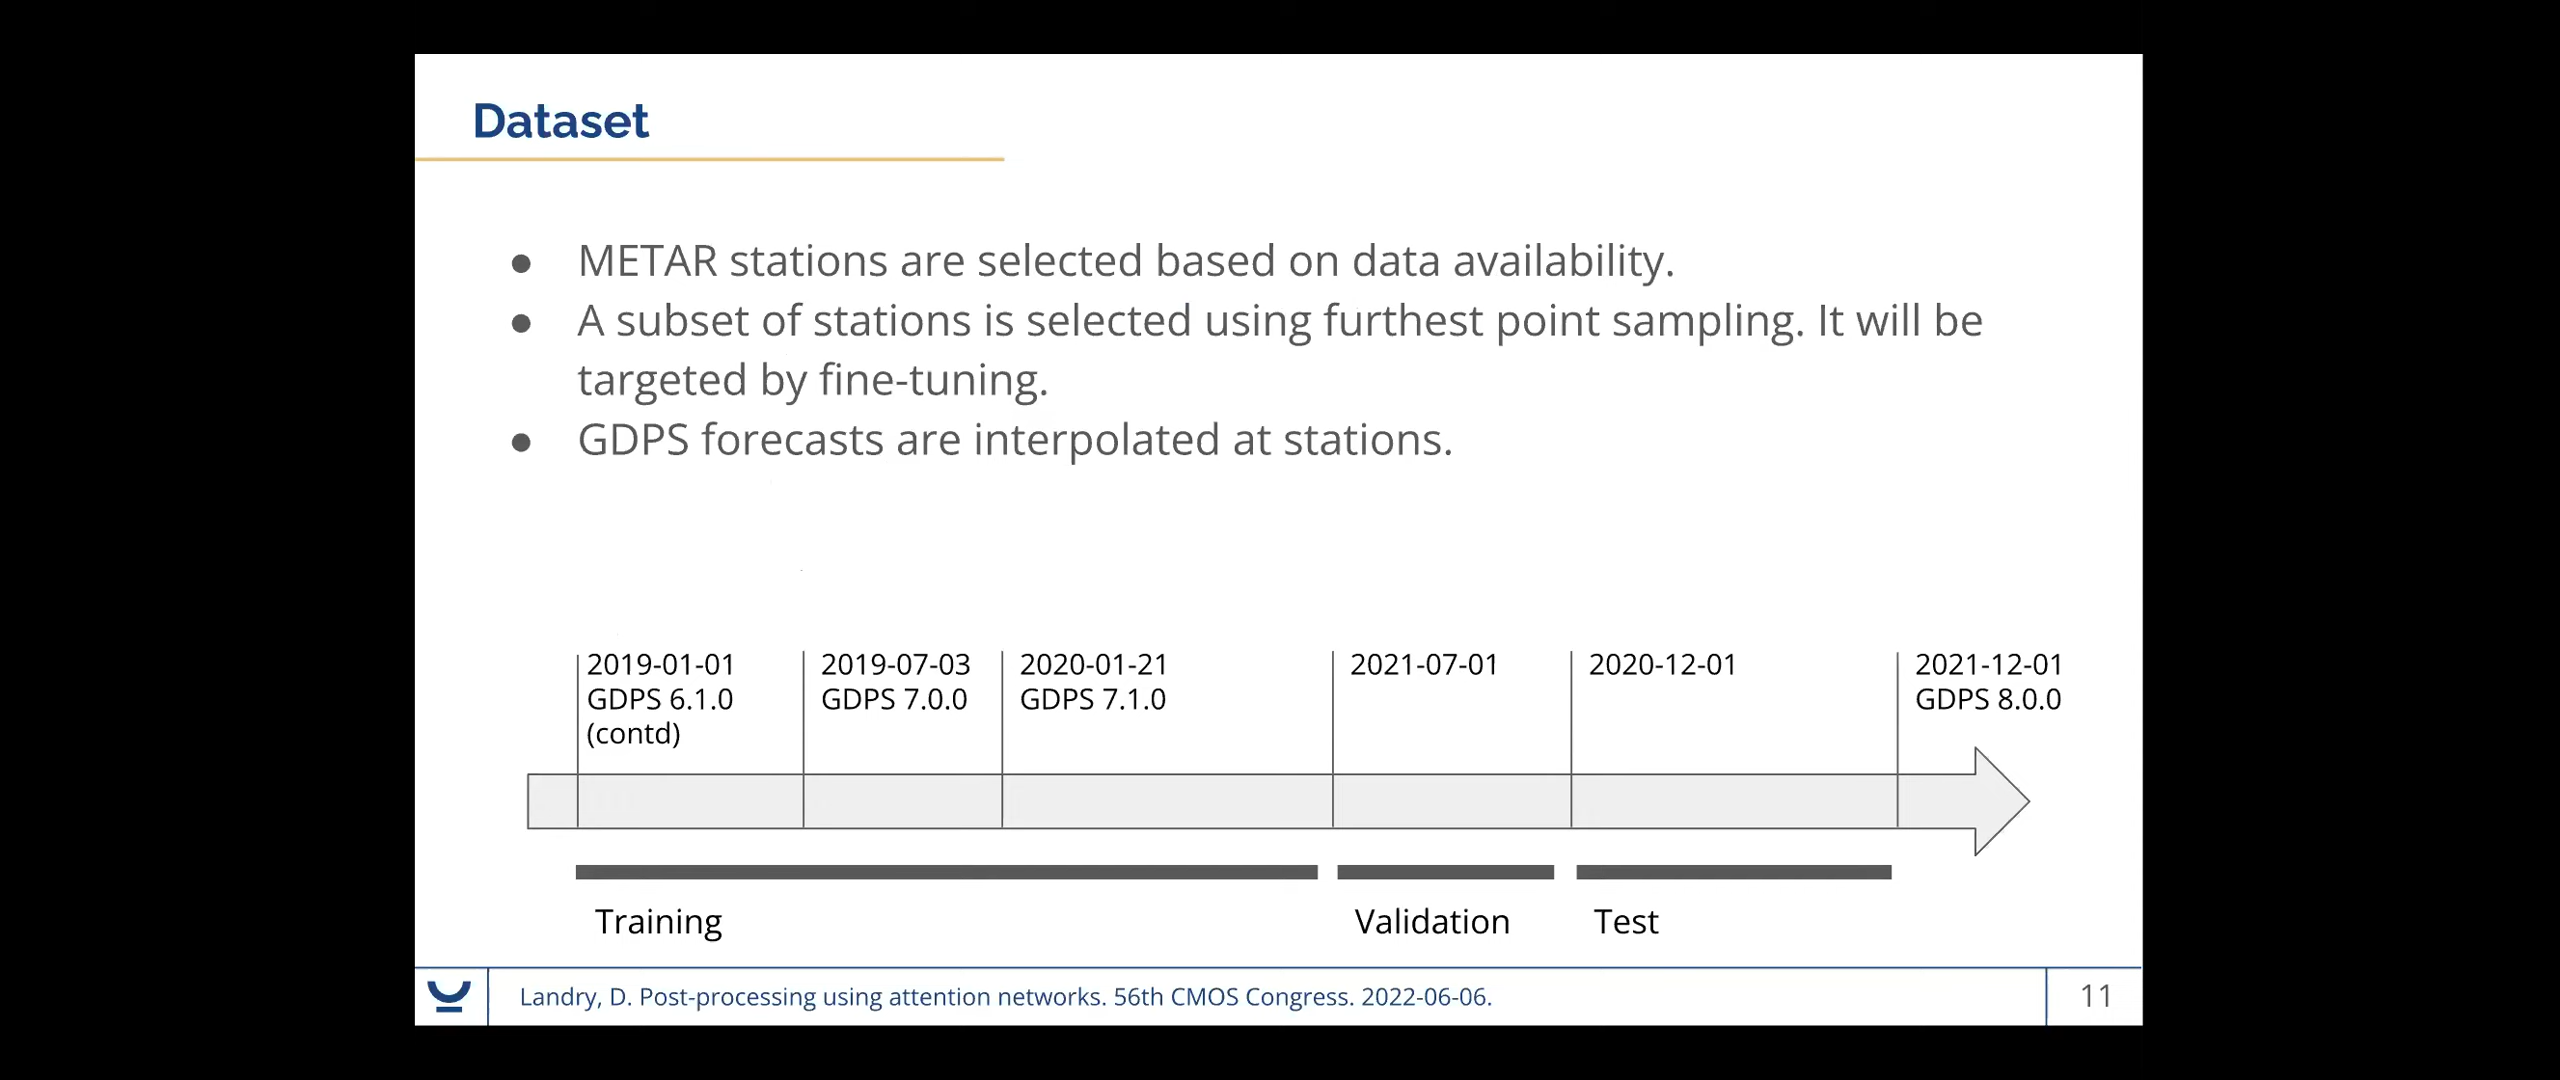 Dataset
● METAR stations are selected based on data availability.
● A subset of stations is selected using furthest point sampling. It will be
targeted by fine-tuning.
● GDPS forecasts are interpolated at stations.
2019-01-01
GDPS 6.1.0
(contd)
2019-07-03
GDPS 7.0.0
2020-01-21
GDPS 7.1.0
2021-07-01
2020-12-01
2021-12-01
GDPS 8.0.0
Training
Validation
Test
Landry, D. Post-processing using attention networks. 56th CMOS Congress. 2022-06-06.
11